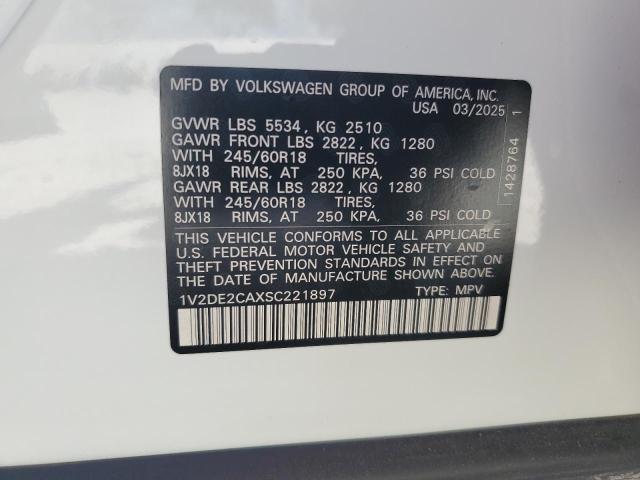 MFD BY VOLKSWAGEN GROUP OF AMERICA, INC.
USA 03/2025
GVWR LBS 5534, KG 2510
GAWR FRONT LBS 2822, KG 1280
WITH 245/60R18 TIRES,
8JX18 RIMS, AT 250 KPA, 36 PSI COLD
GAWR REAR LBS 2822, KG 1280
WITH 245/60R18 TIRES,
8JX18 RIMS, AT 250 KPA, 36 PSI COLD
THIS VEHICLE CONFORMS TO ALL APPLICABLE
U.S. FEDERAL MOTOR VEHICLE SAFETY AND
THEFT PREVENTION STANDARDS IN EFFECT ON
THE DATE OF MANUFACTURE SHOWN ABOVE.
1V2DE2CAXSC221897 TYPE: MPV
1428764 1